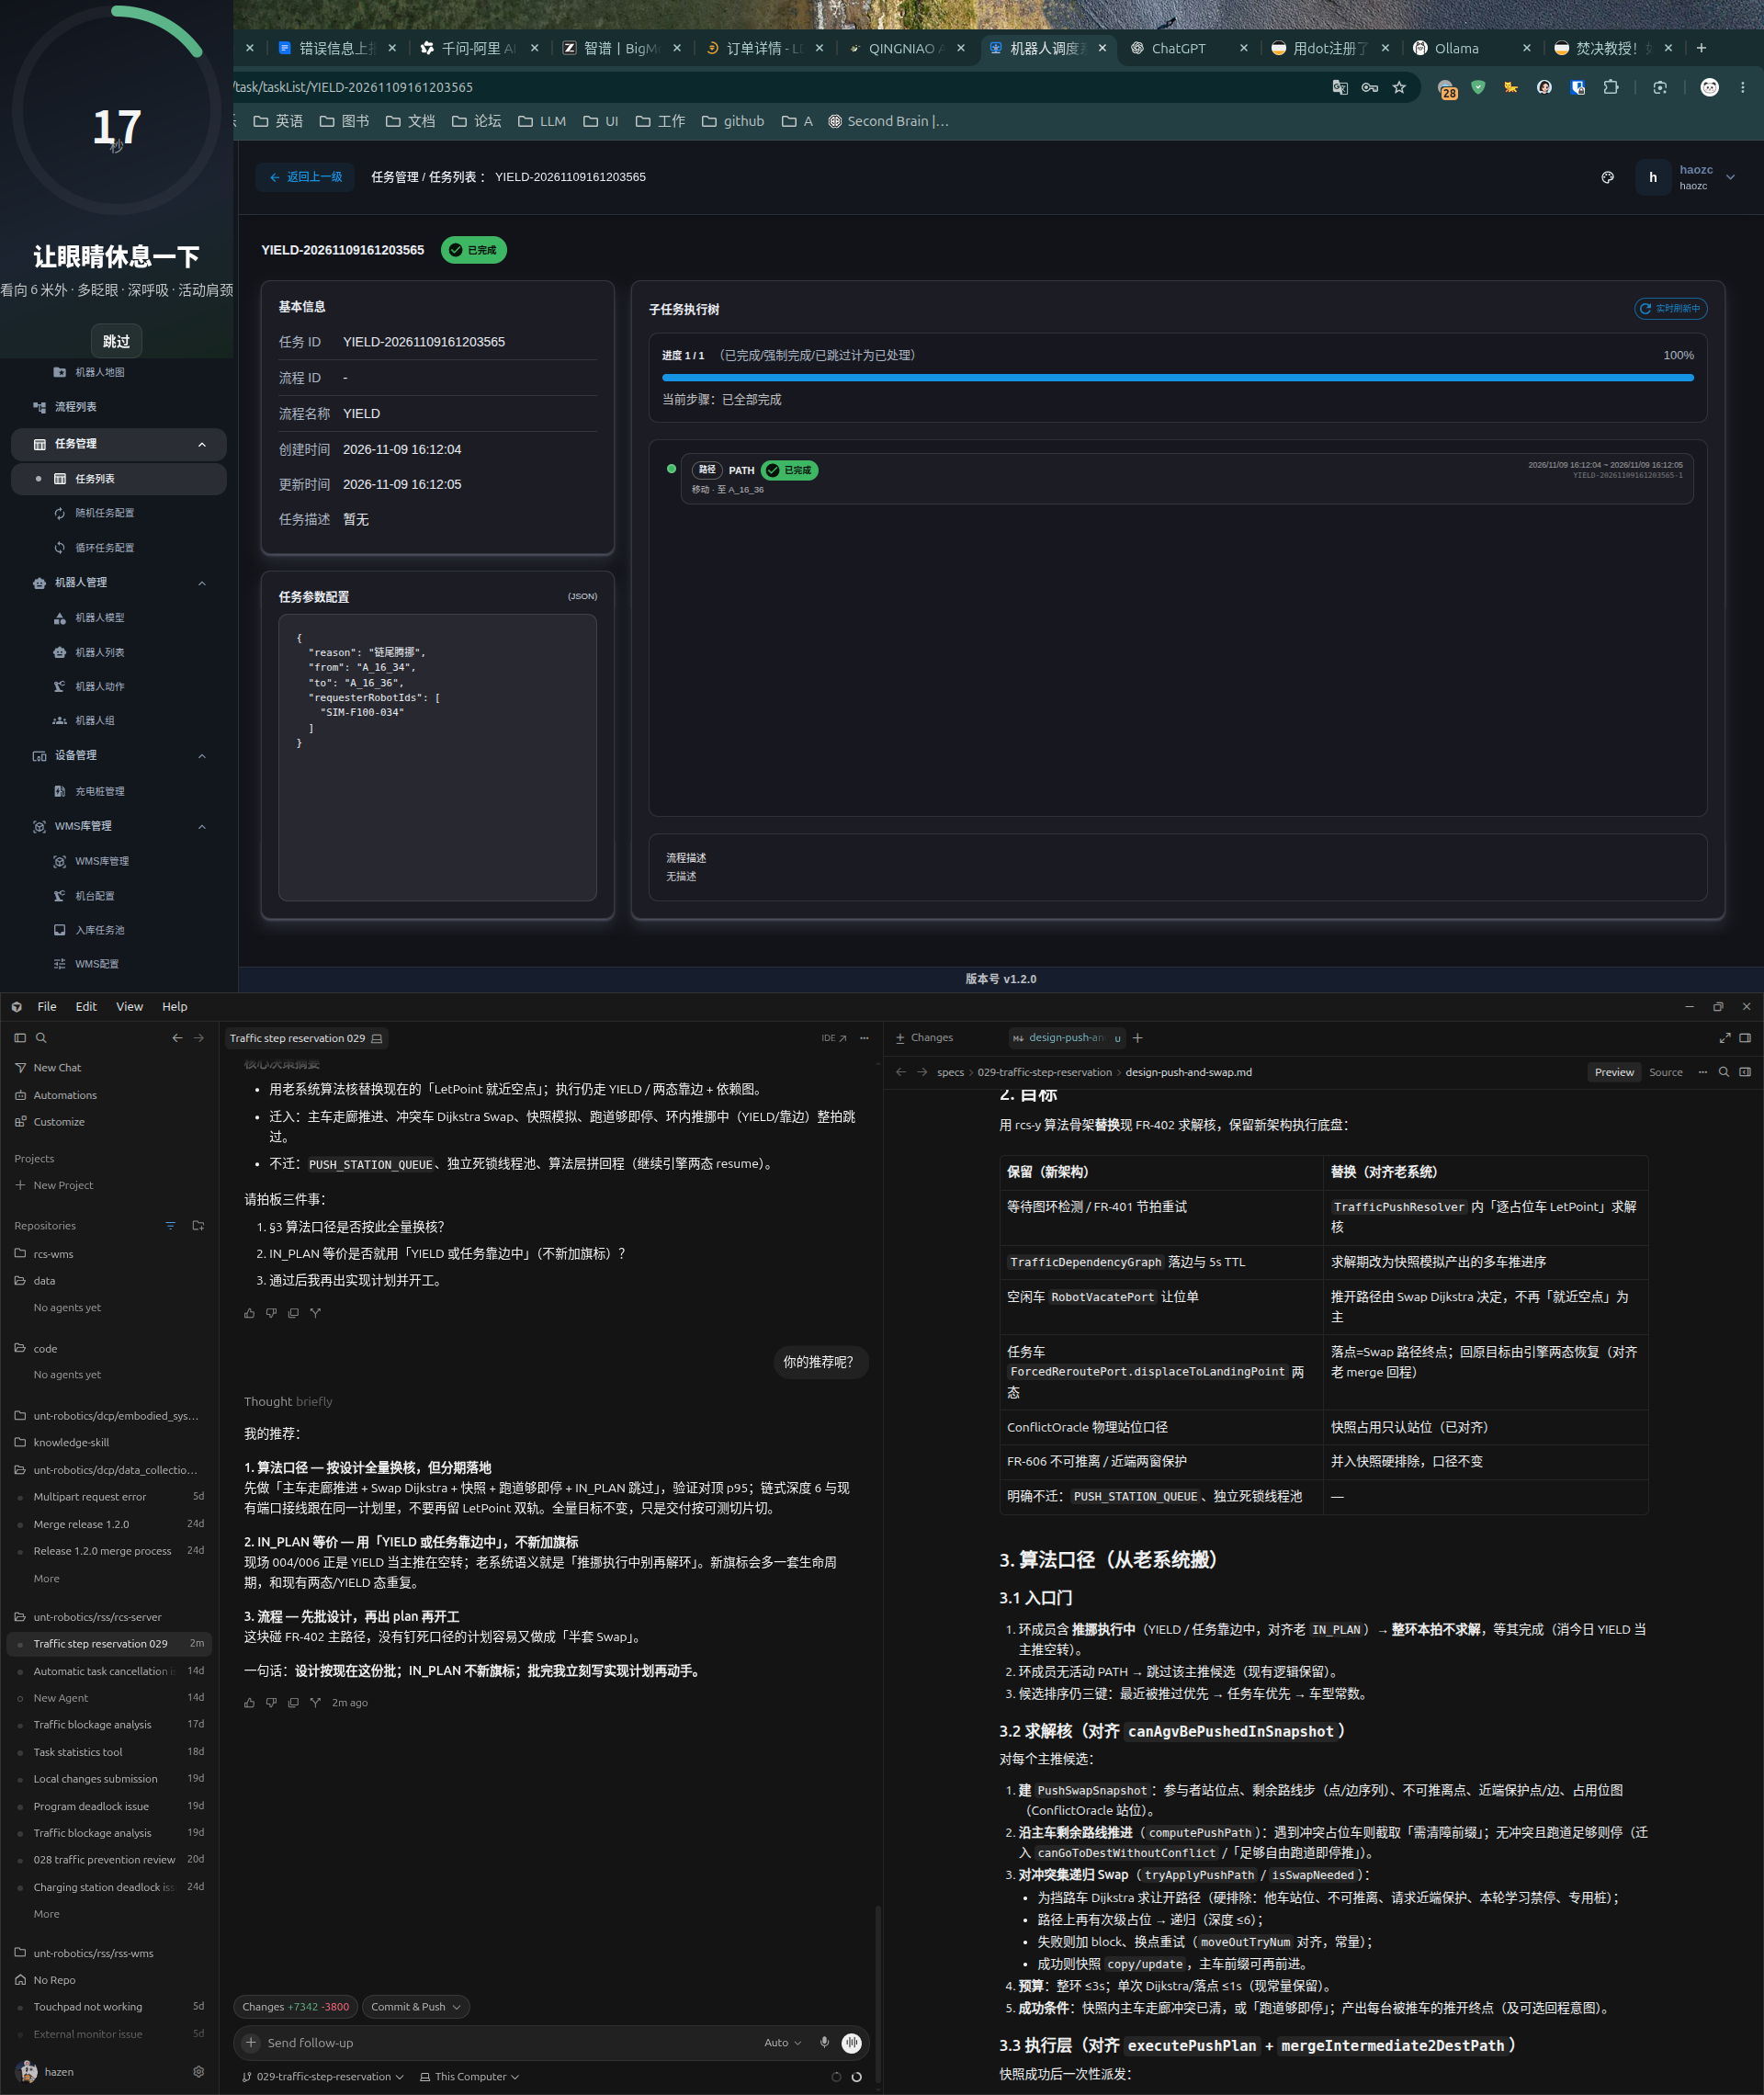 17
秒
让眼睛休息一下
看向 6 米外 · 多眨眼 · 深呼吸 · 活动肩颈
跳过
错误信息上
千问-阿里 A
智谱 | BigM
订单详情 - L
QINGNIAO
机器人调度
ChatGPT
用dot注册了
Ollama
焚决教授!
/task/taskList/YIELD-20261109161203565
28
英语
图书
文档
论坛
LLM
UI
工作
github
A
Second Brain |...
返回上一级
任务管理 / 任务列表 : YIELD-20261109161203565
h
haozc
haozc
机器人地图
流程列表
任务管理
任务列表
随机任务配置
循环任务配置
机器人管理
机器人模型
机器人列表
机器人动作
机器人组
设备管理
充电桩管理
WMS库管理
WMS库管理
机台配置
入库任务池
WMS配置
YIELD-20261109161203565 已完成
基本信息
任务 ID YIELD-20261109161203565
流程 ID -
流程名称 YIELD
创建时间 2026-11-09 16:12:04
更新时间 2026-11-09 16:12:05
任务描述 暂无
任务参数配置 (JSON)
{
"reason": "链尾腾挪",
"from": "A_16_34",
"to": "A_16_36",
"requesterRobotIds": [
"SIM-F100-034"
]
}
子任务执行树 实时刷新中
进度 1 / 1 （已完成/强制完成/已跳过计为已处理） 100%
当前步骤：已全部完成
路径 PATH 已完成 2026/11/09 16:12:04 ~ 2026/11/09 16:12:05
移动 · 至 A_16_36 YIELD-20261109161203565-1
流程描述
无描述
版本号 v1.2.0
File Edit View Help
New Chat
Automations
Customize
Projects
New Project
Repositories
rcs-wms
data
No agents yet
code
No agents yet
unt-robotics/dcp/embodied_sys...
knowledge-skill
unt-robotics/dcp/data_collectio...
Multipart request error 5d
Merge release 1.2.0 24d
Release 1.2.0 merge process 24d
More
unt-robotics/rss/rcs-server
Traffic step reservation 029 2m
Automatic task cancellation 14d
New Agent 14d
Traffic blockage analysis 17d
Task statistics tool 18d
Local changes submission 19d
Program deadlock issue 19d
Traffic blockage analysis 19d
028 traffic prevention review 20d
Charging station deadlock iss 24d
More
unt-robotics/rss/rss-wms
No Repo
Touchpad not working 5d
External monitor issue 5d
hazen
Traffic step reservation 029 IDE
核心决策摘要
• 用老系统算法核替换现在的「LetPoint 就近空点」；执行仍走 YIELD / 两态靠边 + 依赖图。
• 迁入：主车走廊推进、冲突车 Dijkstra Swap、快照模拟、跑道够即停、环内推挪中（YIELD/靠边）整拍跳
过。
• 不迁：PUSH_STATION_QUEUE、独立死锁线程池、算法层拼回程（继续引擎两态 resume）。
请拍板三件事：
1. §3 算法口径是否按此全量换核？
2. IN_PLAN 等价是否就用「YIELD 或任务靠边中」（不新加旗标）？
3. 通过后我再出实现计划并开工。
你的推荐呢？
Thought briefly
我的推荐：
1. 算法口径 — 按设计全量换核，但分期落地
先做「主车走廊推进 + Swap Dijkstra + 快照 + 跑道够即停 + IN_PLAN 跳过」，验证对顶 p95；链式深度 6 与现
有端口接线跟在同一计划里，不要再留 LetPoint 双轨。全量目标不变，只是交付按可测切片切。
2. IN_PLAN 等价 — 用「YIELD 或任务靠边中」，不新加旗标
现场 004/006 正是 YIELD 当主推在空转；老系统语义就是「推挪执行中别再解环」。新旗标会多一套生命周
期，和现有两态/YIELD 态重复。
3. 流程 — 先批设计，再出 plan 再开工
这块碰 FR-402 主路径，没有钉死口径的计划容易又做成「半套 Swap」。
一句话：设计按现在这份批；IN_PLAN 不新旗标；批完我立刻写实现计划再动手。
2m ago
Changes +7342 -3800
Commit & Push
Send follow-up
Auto
029-traffic-step-reservation
This Computer
Changes
design-push-an U
specs › 029-traffic-step-reservation › design-push-and-swap.md
Preview Source
2. 目标
用 rcs-y 算法骨架替换现 FR-402 求解核，保留新架构执行底盘：
保留（新架构） 替换（对齐老系统）
等待图环检测 / FR-401 节拍重试 TrafficPushResolver 内「逐占位车 LetPoint」求解
核
TrafficDependencyGraph 落边与 5s TTL 求解期改为快照模拟产出的多车推进序
空闲车 RobotVacatePort 让位单 推开路径由 Swap Dijkstra 决定，不再「就近空点」为
主
任务车 落点=Swap 路径终点；回原目标由引擎两态恢复（对齐
ForcedReroutePort.displaceToLandingPoint 两 老 merge 回程）
态
ConflictOracle 物理站位口径 快照占用只认站位（已对齐）
FR-606 不可推离 / 近端两窗保护 并入快照硬排除，口径不变
明确不迁：PUSH_STATION_QUEUE、独立死锁线程池 —
3. 算法口径（从老系统搬）
3.1 入口门
1. 环成员含 推挪执行中（YIELD / 任务靠边中，对齐老 IN_PLAN）→ 整环本拍不求解，等其完成（消今日 YIELD 当
主推空转）。
2. 环成员无活动 PATH → 跳过该主推候选（现有逻辑保留）。
3. 候选排序仍三键：最近被推过优先 → 任务车优先 → 车型常数。
3.2 求解核（对齐 canAgvBePushedInSnapshot）
对每个主推候选：
1. 建 PushSwapSnapshot：参与者站位点、剩余路线步（点/边序列）、不可推离点、近端保护点/边、占用位图
（ConflictOracle 站位）。
2. 沿主车剩余路线推进（computePushPath）：遇到冲突占位车则截取「需清障前缀」；无冲突且跑道足够则停（迁
入 canGoToDestWithoutConflict /「足够自由跑道即停推」）。
3. 对冲突集递归 Swap（tryApplyPushPath / isSwapNeeded）：
• 为挡路车 Dijkstra 求让开路径（硬排除：他车站位、不可推离、请求近端保护、本轮学习禁停、专用桩）；
• 路径上再有次级占位 → 递归（深度 ≤6）；
• 失败则加 block、换点重试（moveOutTryNum 对齐，常量）；
• 成功则快照 copy/update，主车前缀可再前进。
4. 预算：整环 ≤3s；单次 Dijkstra/落点 ≤1s（现常量保留）。
5. 成功条件：快照内主车走廊冲突已清，或「跑道够即停」；产出每台被推车的推开终点（及可选回程意图）。
3.3 执行层（对齐 executePushPlan + mergeIntermediate2DestPath）
快照成功后一次性派发：